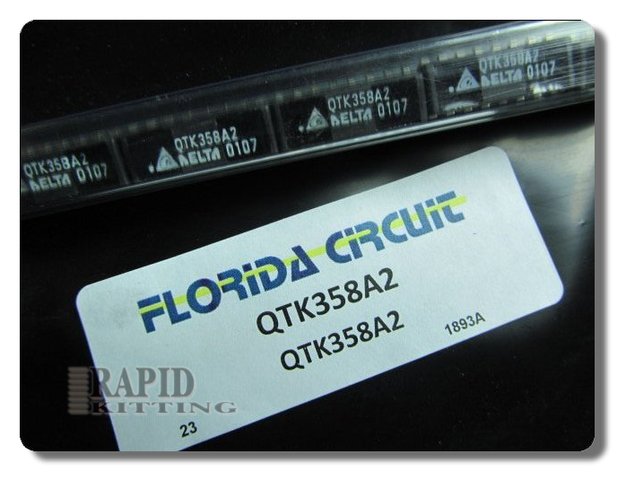 QTK358A2
DELTA 0107
QTK358A2
DELTA 0107
QTK358A2
DELTA 0107
QTK358A2
DELTA 0107
FLORIDA CIRCUIT
QTK358A2
QTK358A2
1893A
23
RAPID
KITTING